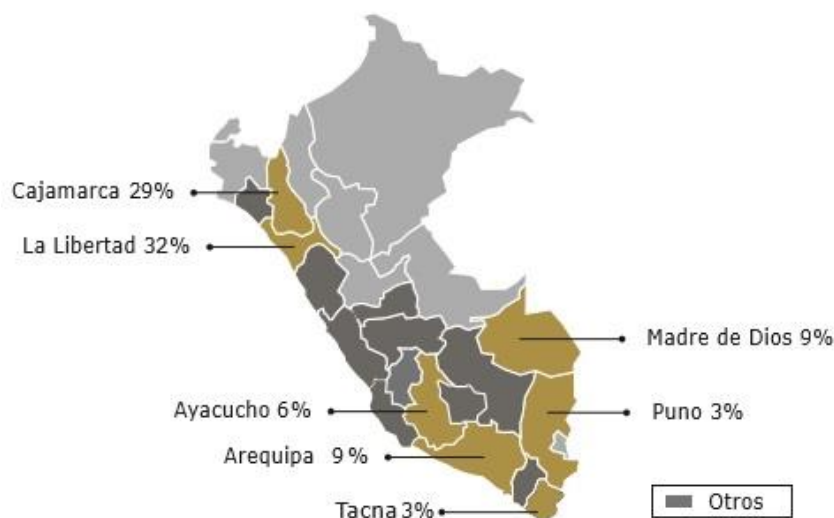 Cajamarca 29%
La Libertad 32%
Madre de Dios 9%
Ayacucho 6%
Puno 3%
Arequipa 9%
Tacna 3%
Otros